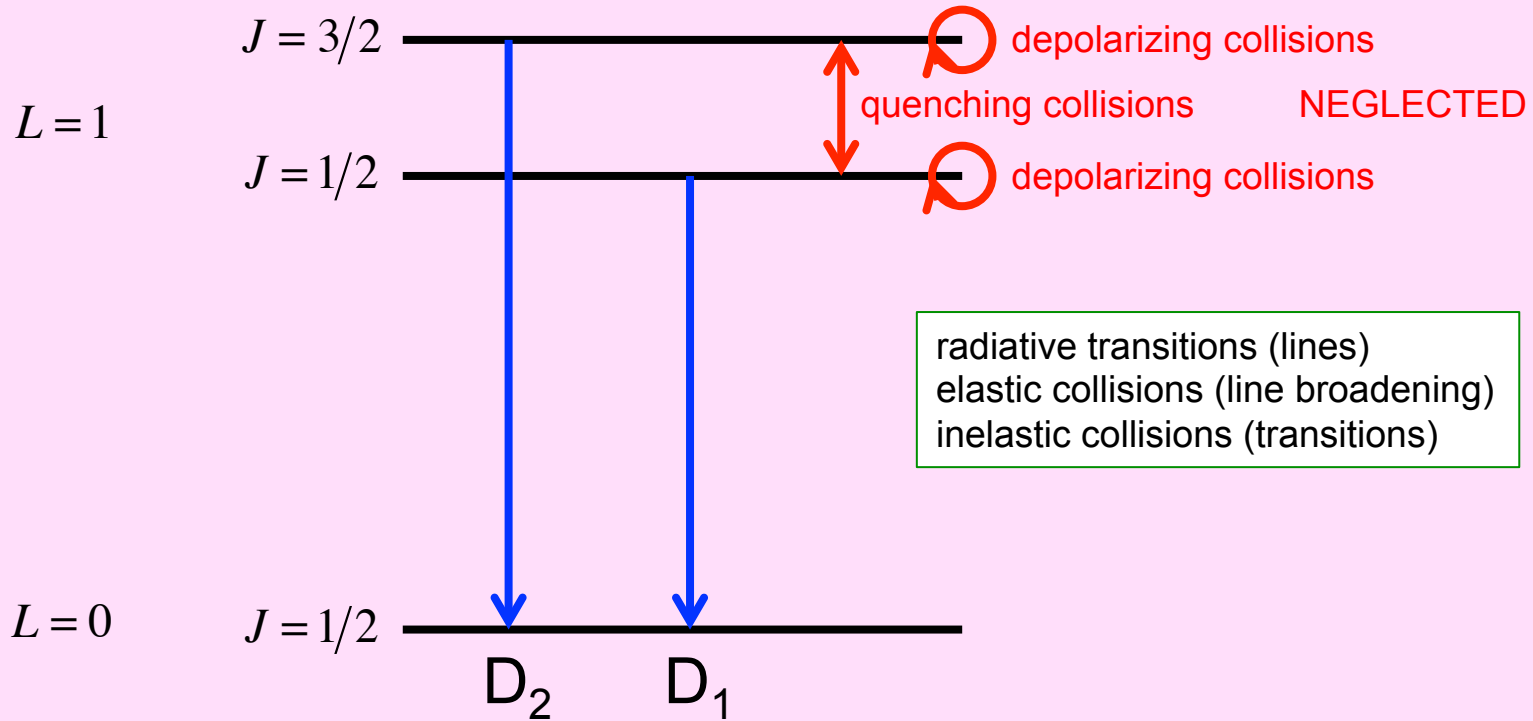 J = 3/2
depolarizing collisions
L = 1
quenching collisions NEGLECTED
J = 1/2
depolarizing collisions
radiative transitions (lines)
elastic collisions (line broadening)
inelastic collisions (transitions)
L = 0
J = 1/2
D₂
D₁